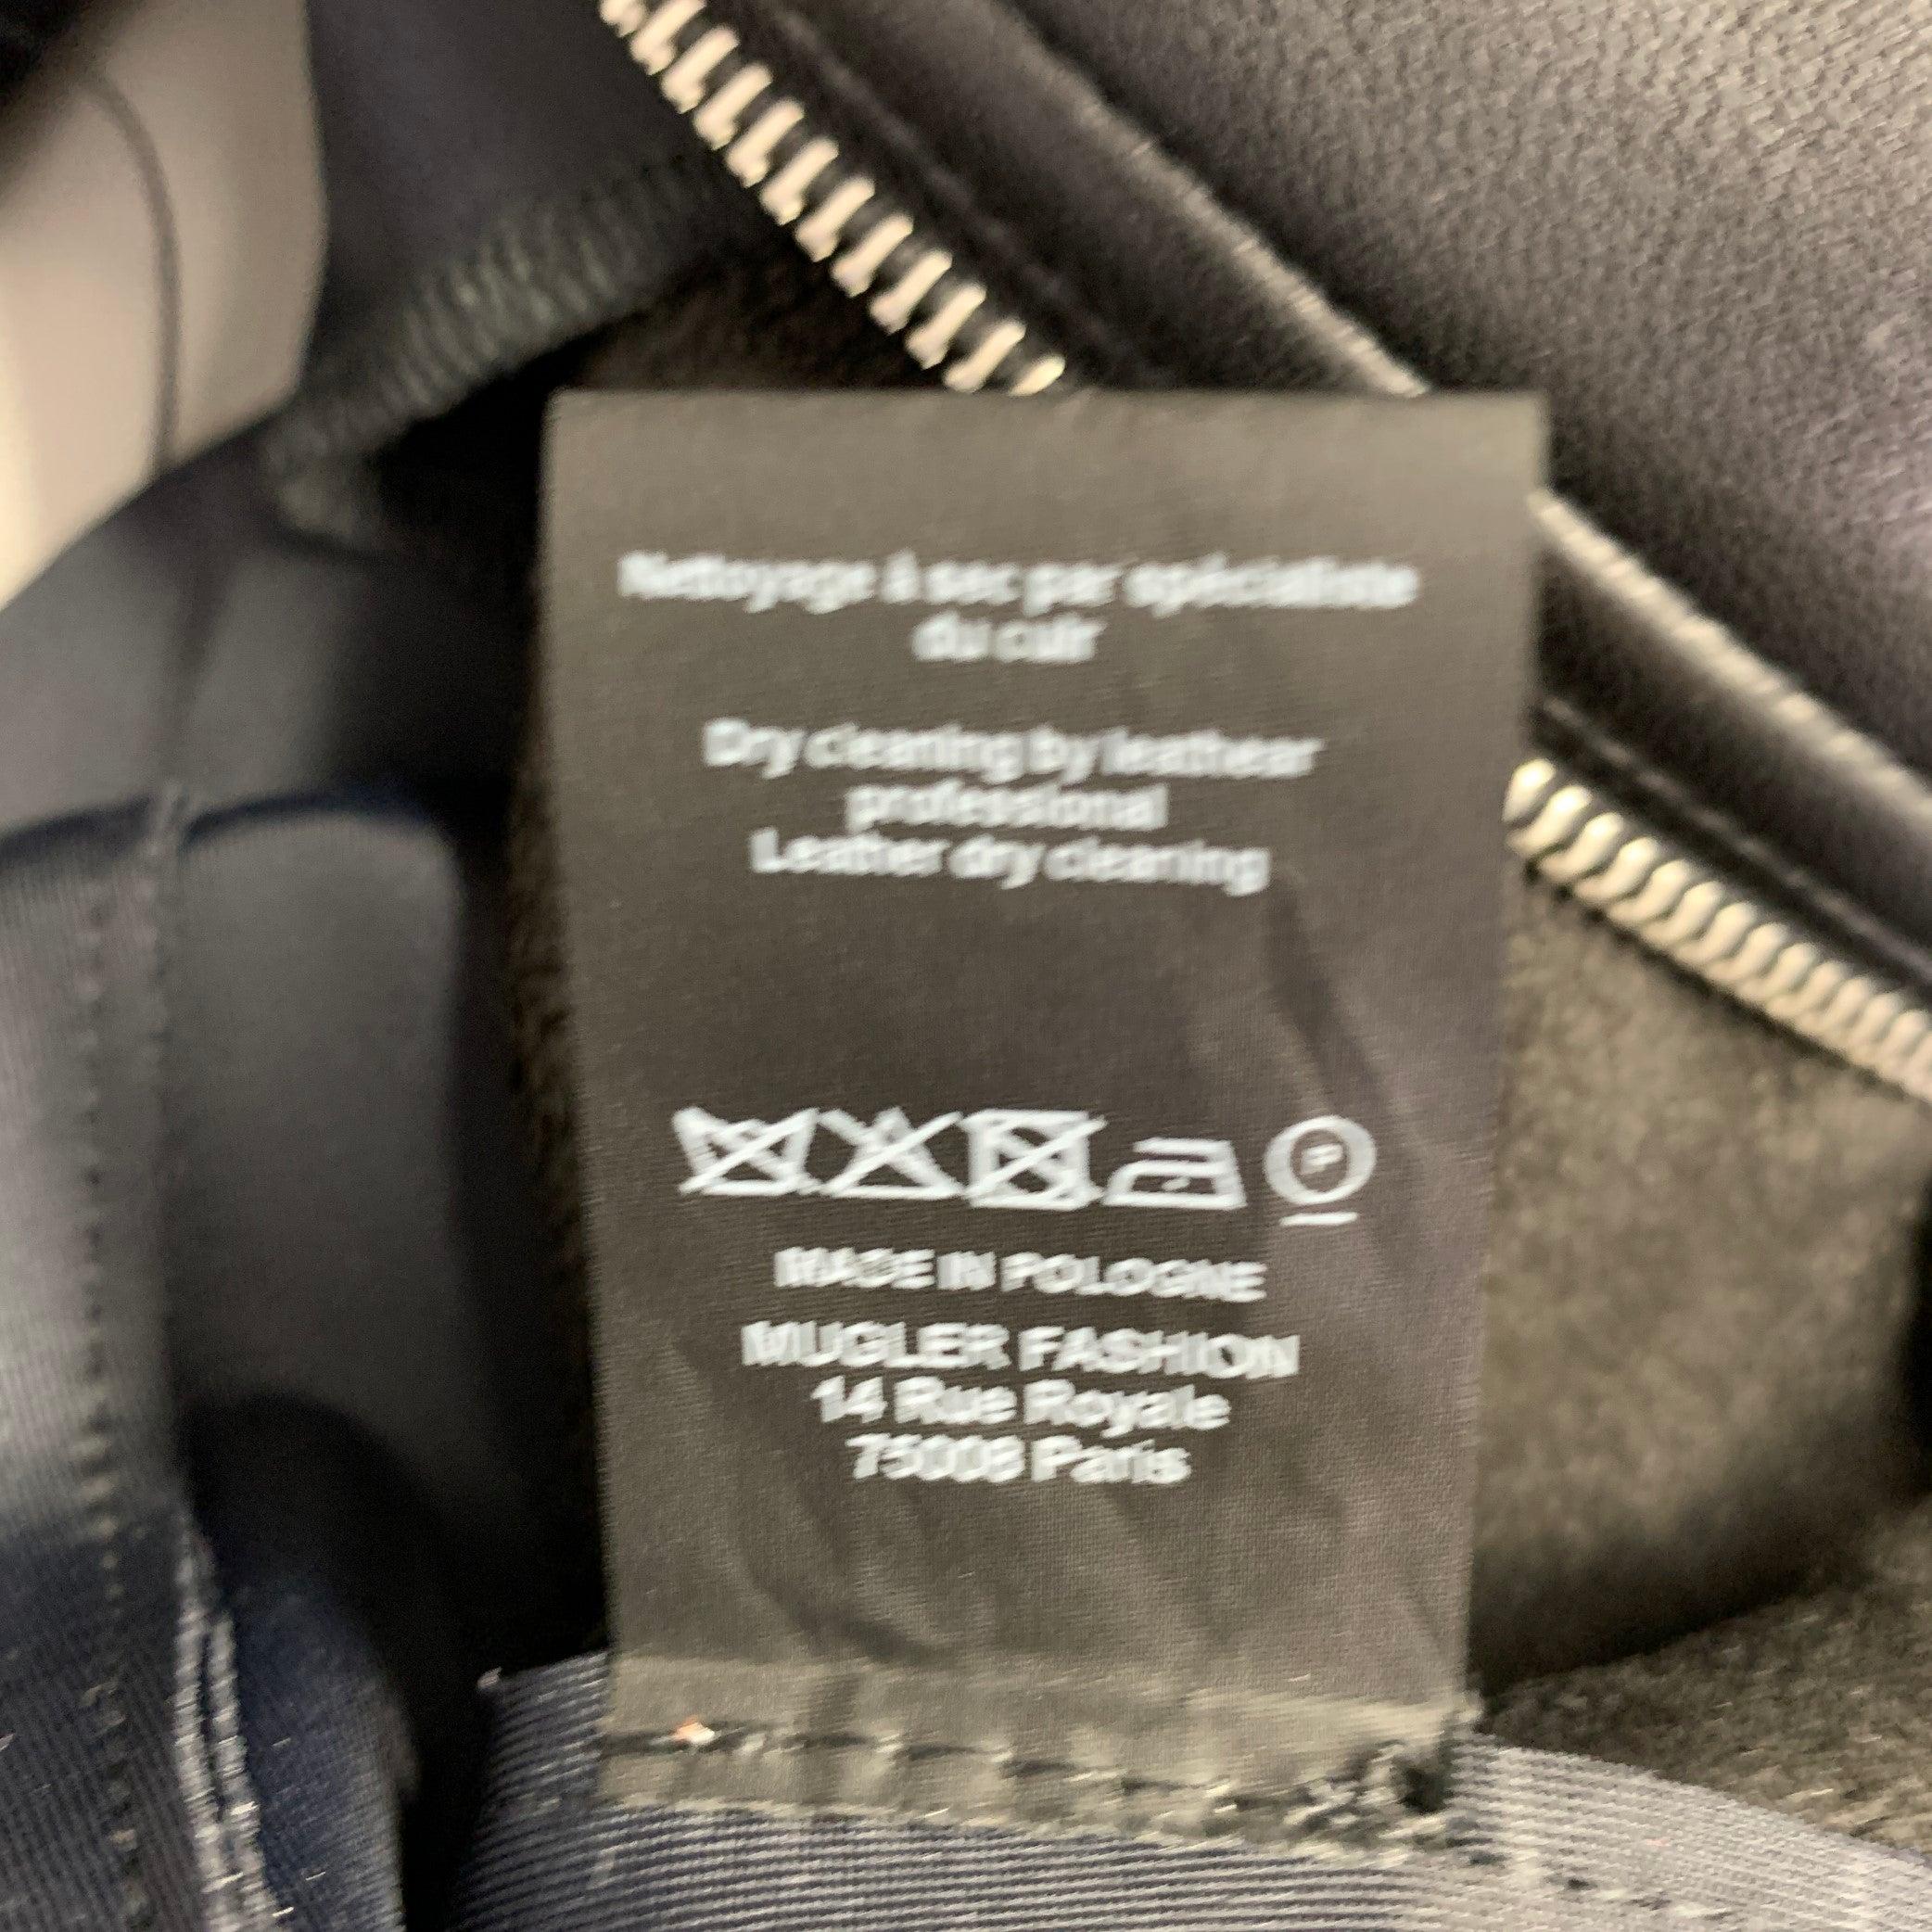 Nettoyage à sec par spécialiste
du cuir
Dry cleaning by leathear
professional
Leather dry cleaning
P
MADE IN POLOGNE
MUGLER FASHION
14 Rue Royale
75008 Paris